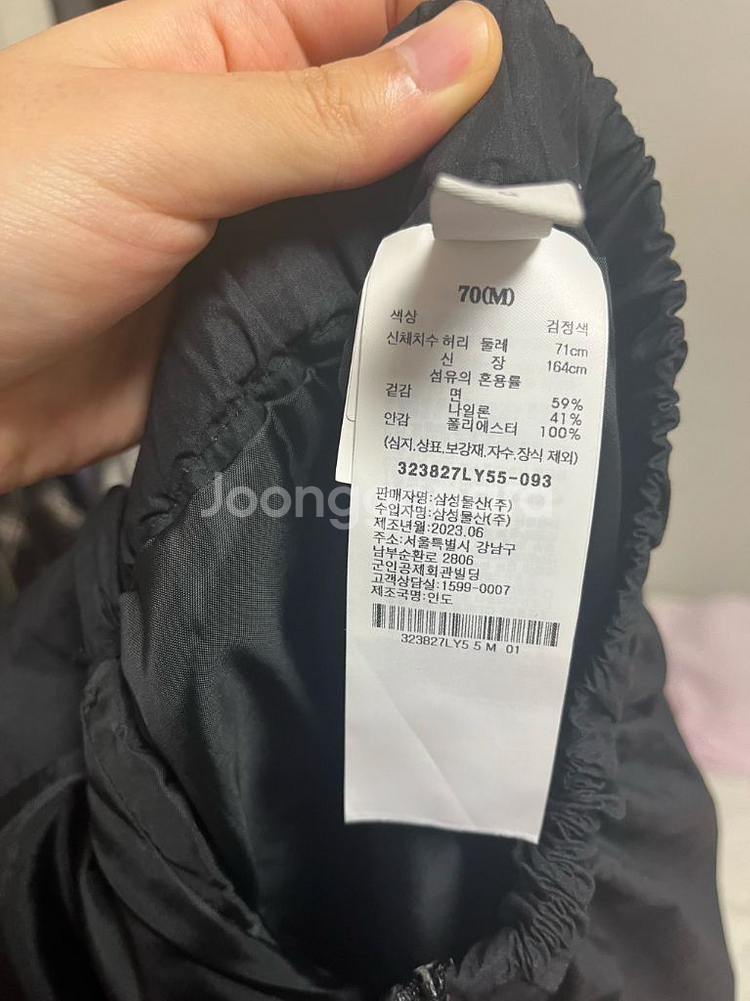 70(M)
색상 검정색
신체치수 허리 둘레 71cm
신 장 164cm
섬유의 혼용률
겉감 면 59%
나일론 41%
안감 폴리에스터 100%
(심지,상표,보강재,자수,장식 제외)
323827LY55-093
판매자명:삼성물산(주)
수입자명:삼성물산(주)
제조년월:2023.06
주소:서울특별시 강남구
남부순환로 2806
군인공제회관빌딩
고객상담실:1599-0007
제조국명:인도
323827LY5 5 M 01